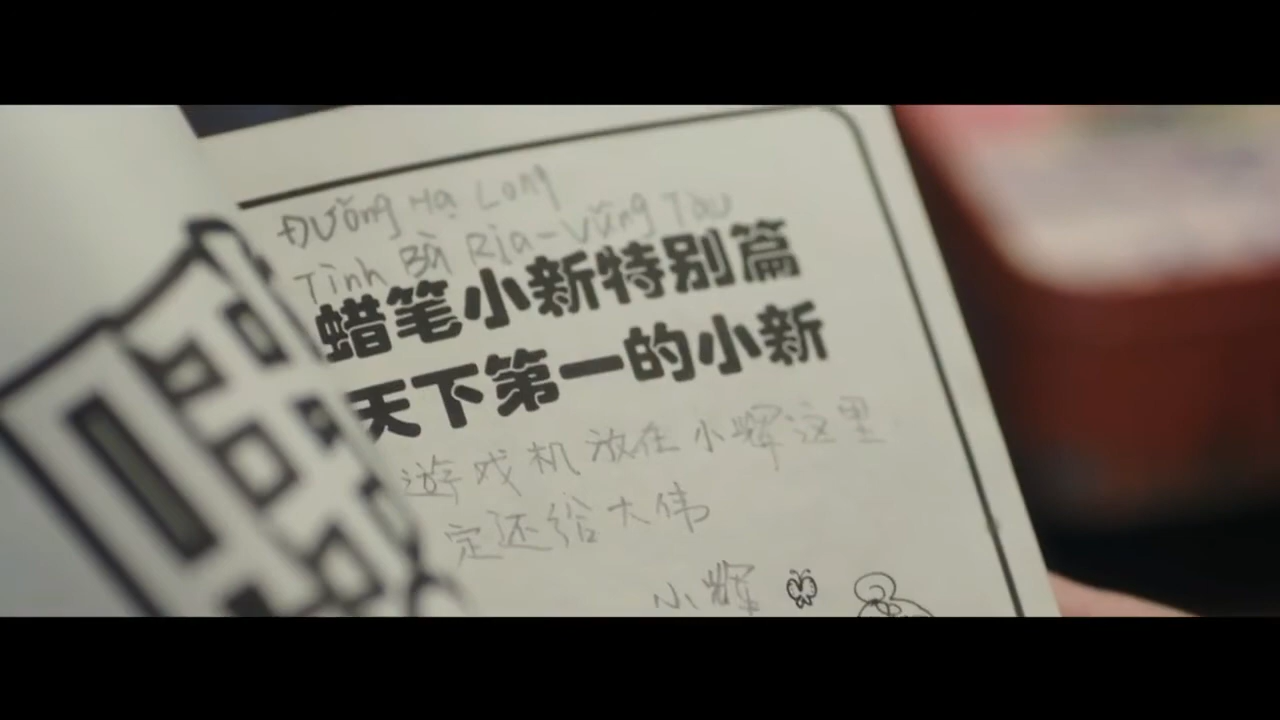 Đường Hạ Long
Tỉnh Bà Rịa-Vũng Tàu
蜡笔小新特别篇
天下第一的小新
游戏机放在小辉这里
定还给大伟
小辉